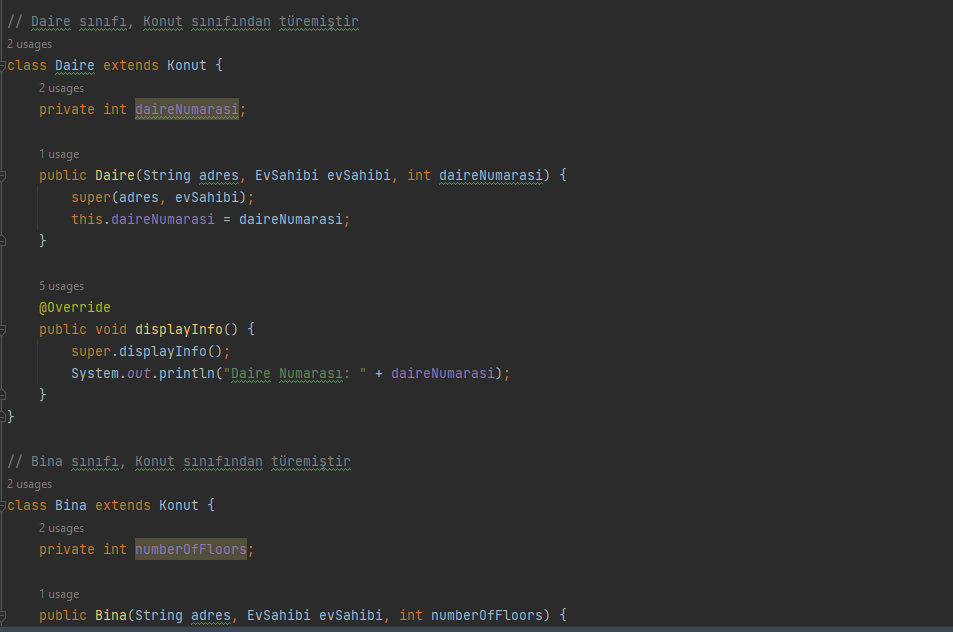 // Daire sınıfı, Konut sınıfından türemiştir
2 usages
class Daire extends Konut {
2 usages
private int daireNumarasi;
1 usage
public Daire(String adres, EvSahibi evSahibi, int daireNumarasi) {
super(adres, evSahibi);
this.daireNumarasi = daireNumarasi;
}
5 usages
@Override
public void displayInfo() {
super.displayInfo();
System.out.println("Daire Numarası: " + daireNumarasi);
}
}
// Bina sınıfı, Konut sınıfından türemiştir
2 usages
class Bina extends Konut {
2 usages
private int numberOfFloors;
1 usage
public Bina(String adres, EvSahibi evSahibi, int numberOfFloors) {